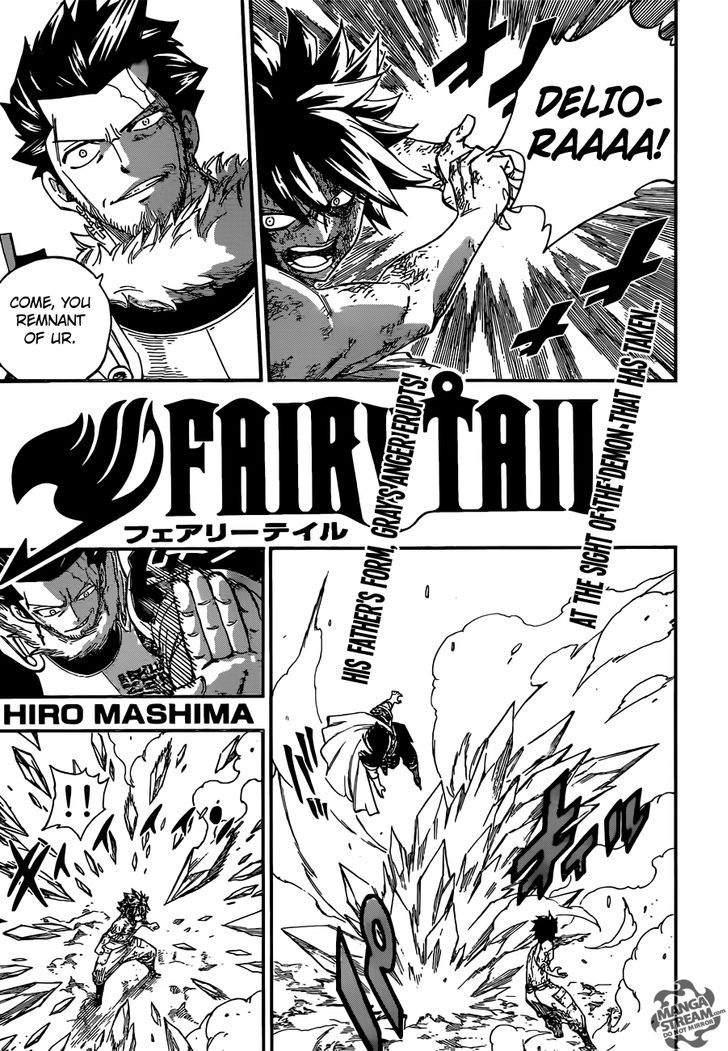 DELIO-
RAAAA!
COME, YOU
REMNANT
OF UR.
AT THE SIGHT OF THE DEMON THAT HAS TAKEN...
HIS FATHER'S FORM, GRAY'S ANGER ERUPTS!
FAIRY TAIL
フェアリーテイル
HIRO MASHIMA
!!
MANGA
STREAM.com
DO NOT MIRROR